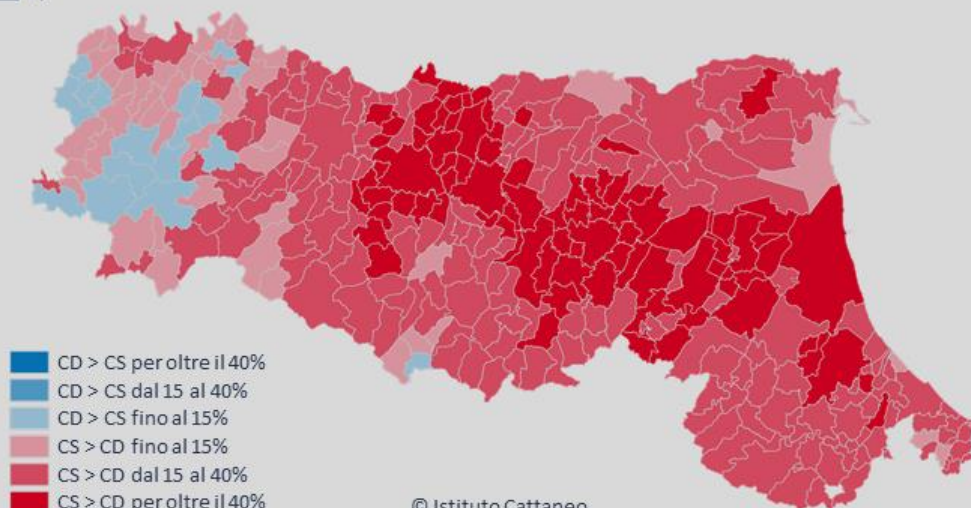 CD > CS per oltre il 40%
CD > CS dal 15 al 40%
CD > CS fino al 15%
CS > CD fino al 15%
CS > CD dal 15 al 40%
CS > CD per oltre il 40%
© Istituto Cattaneo